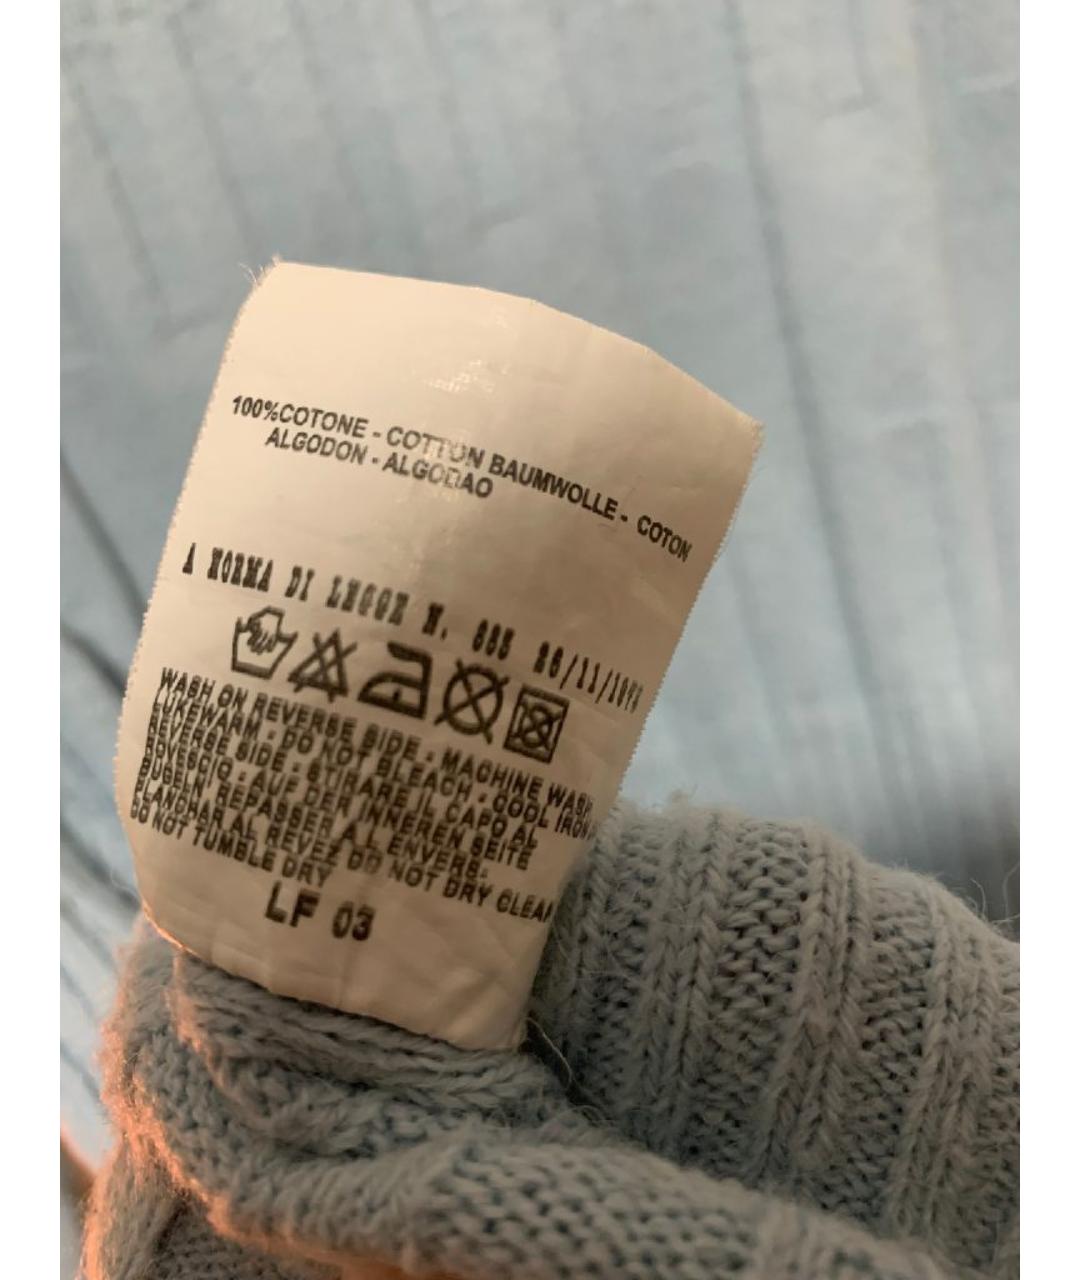 100%COTONE - COTTON BAUMWOLLE - COTON
ALGODON - ALGODAO
A NORMA DI LEGGE N. 883 26/11/1973
WASH ON REVERSE SIDE - MACHINE WASH
LUKEWARM - DO NOT BLEACH - COOL IRON
REVERSE SIDE - STIRARE IL CAPO AL
ROVESCIO - AUF DER INNEREN SEITE
BUGELN, REPASSER A L'ENVERS.
PLANCHAR AL REVEZ DO NOT DRY CLEAN
DO NOT TUMBLE DRY
LF 03